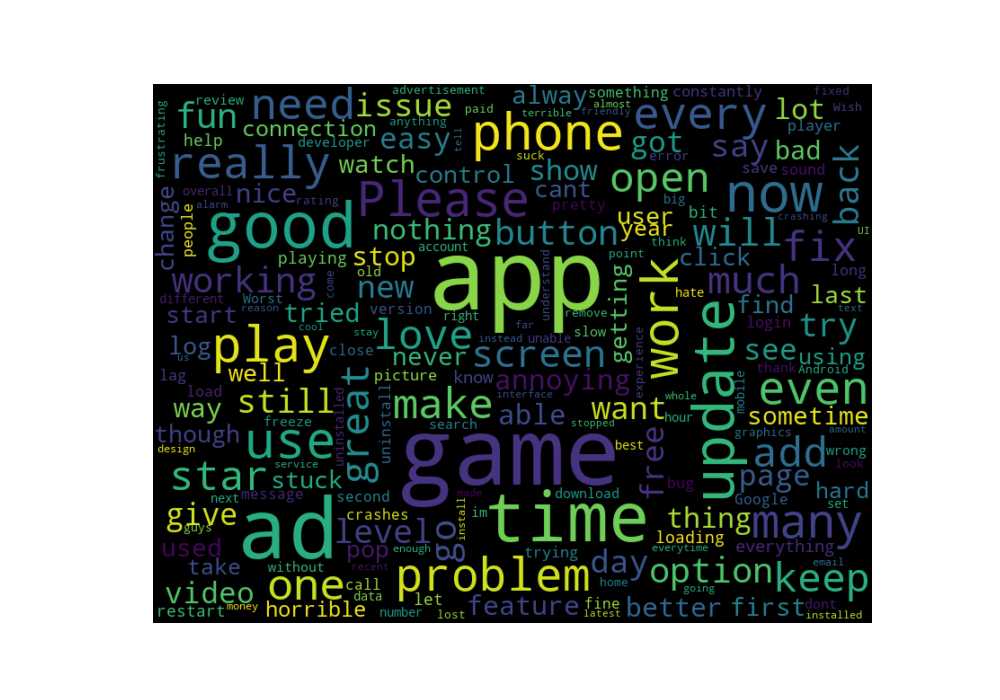 advertisement
something
constantly
fixed
review
need
issue
paid
alway
almost
every
lot
Wish
fun
anything
terrible
friendly
phone
player
frustrating
connection
developer
easy
tell
got
say
bad
help
suck
error
back
really
watch
control
show
open
save
sound
overall
nice
rating
Please
cant
pretty
now
big
change
alarm
people
good
nothing
button
user
year
bit
will
fix
crashing
UI
account
think
playing
stop
app
understand
point
getting
work
click
working
come
old
new
much
long
different
Worst
version
hate
find
last
start
tried
right
far
remove
update
text
reason
cool
love
slow
login
try
log
play
stay
instead
unable
us
close
never
screen
experience
see
using
lag
well
picture
know
annoying
thank
Android
load
great
interface
mobile
even
way
still
uninstalled
uninstall
make
able
want
whole
hour
sometime
freeze
search
stopped
though
game
best
free
graphics
amount
design
use
add
wrong
service
look
star
stuck
bug
page
hard
next
message
second
made
download
Google
set
give
crashes
install
im
time
thing
many
guys
ad
level
go
loading
used
pop
enough
trying
everytime
everything
take
without
recent
day
home
option
email
keep
one
call
problem
going
video
data
let
restart
money
horrible
number
lost
feature
fine
latest
better
first
dont
installed